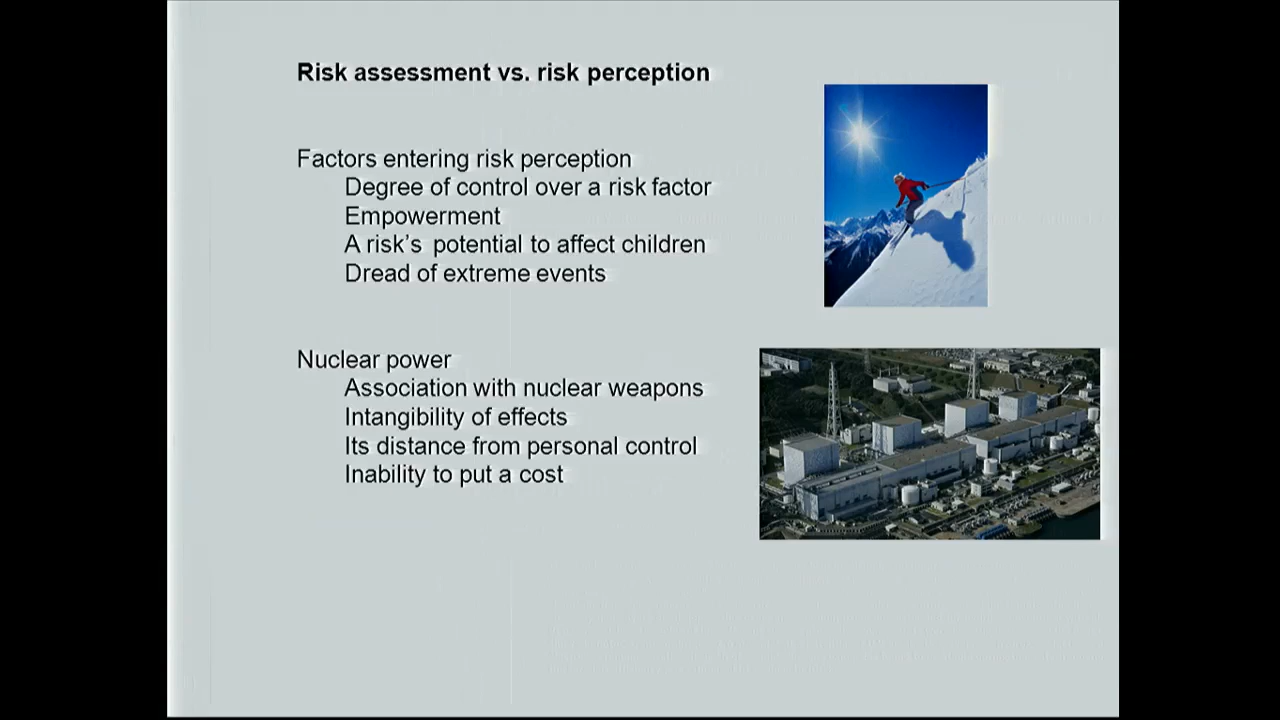 Risk assessment vs. risk perception
Factors entering risk perception
Degree of control over a risk factor
Empowerment
A risk's potential to affect children
Dread of extreme events
Nuclear power
Association with nuclear weapons
Intangibility of effects
Its distance from personal control
Inability to put a cost